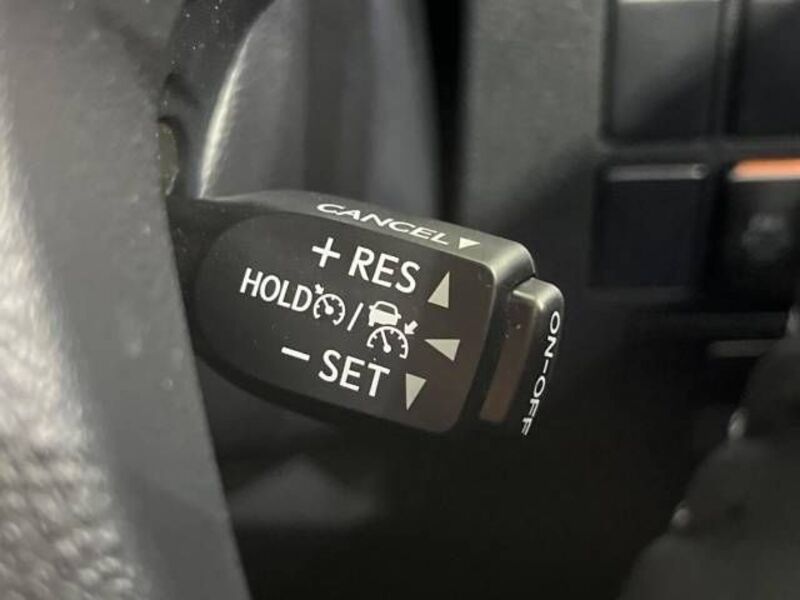 CANCEL
+ RES
HOLD /
− SET
ON-OFF